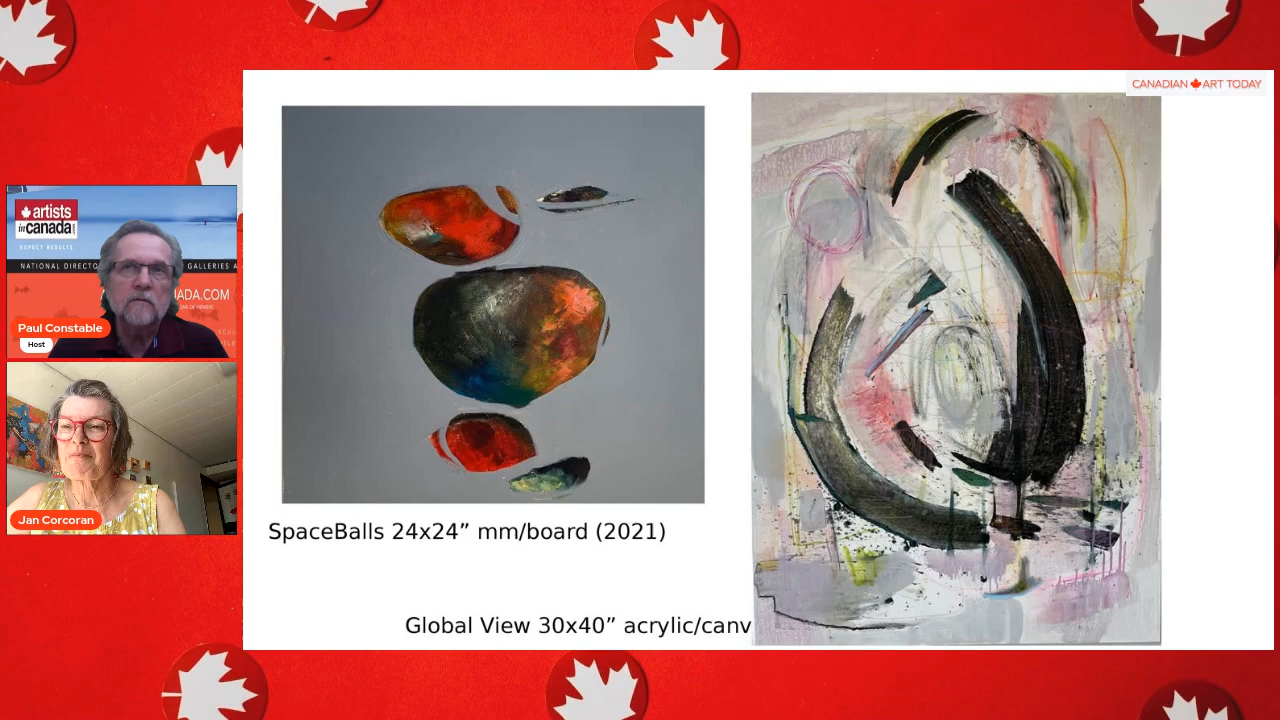 CANADIAN ART TODAY
artists
in canada.com
EXPECT RESULTS
NATIONAL DIRECTO
GALLERIES A
ADA.COM
Paul Constable
Host
Jan Corcoran
SpaceBalls 24x24” mm/board (2021)
Global View 30x40” acrylic/canv